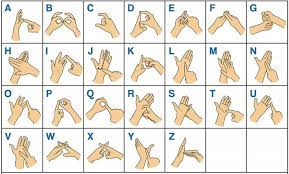 A B C D E F G
H I J K L M N
O P Q R S T U
V W X Y Z